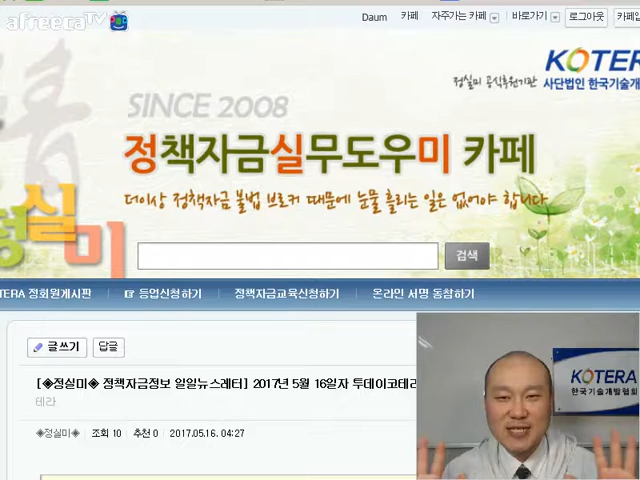 afreecaTV
Daum 카페 자주가는 카페 바로가기 로그아웃 카페
정실미 공식후원기관
KOTERA
사단법인 한국기술개
SINCE 2008
정책자금실무도우미 카페
더이상 정책자금 불법 브로커 때문에 눈물 흘리는 일은 없어야 합니다
정실미
검색
TERA 정회원게시판 등업신청하기 정책자금교육신청하기 온라인 서명 동참하기
글쓰기 답글
[◈정실미◈ 정책자금정보 일일뉴스레터] 2017년 5월 16일자 투데이코테라
테라
◈정실미◈ 조회 10 추천 0 2017.05.16. 04:27
KOTERA
한국기술개발협회